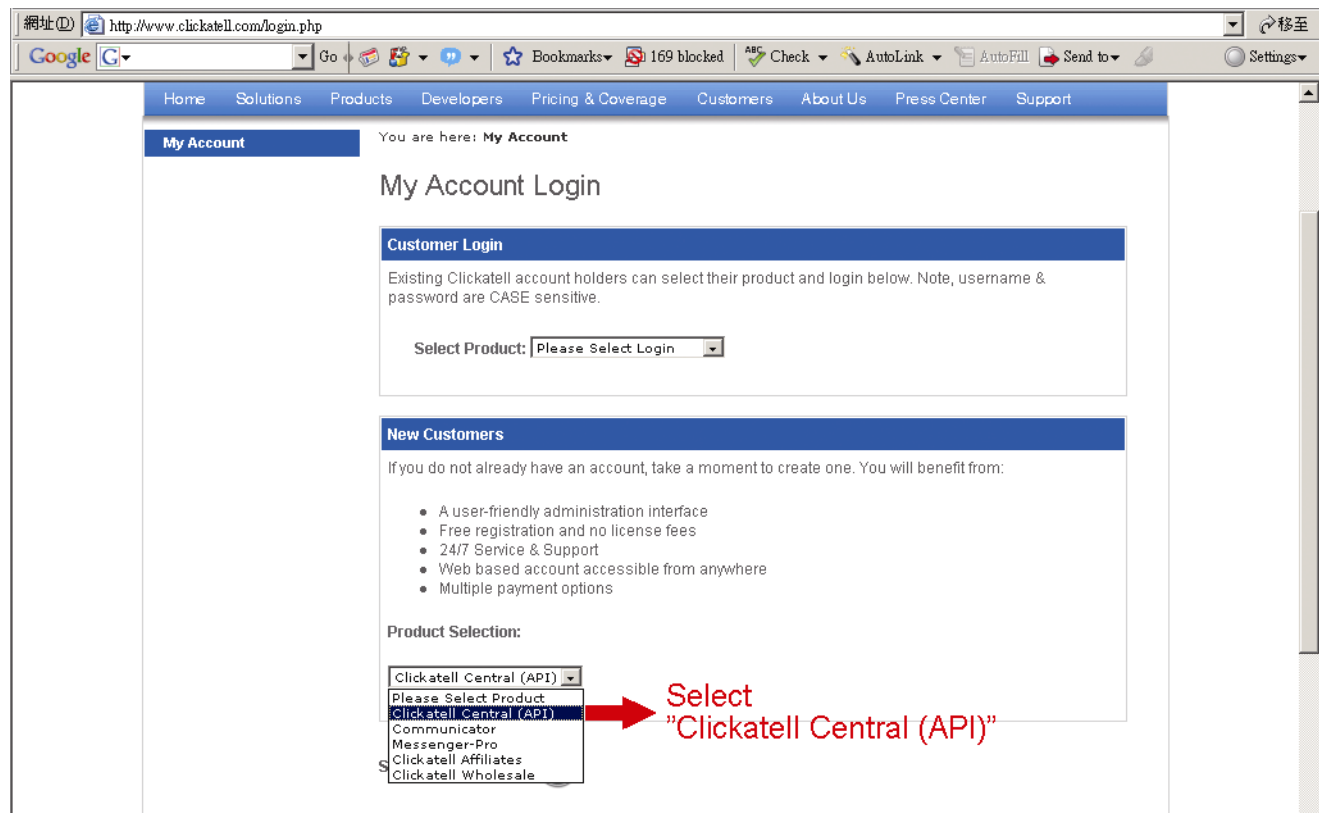 網址(D) http://www.clickatell.com/login.php 移至
Google G Go Bookmarks 169 blocked ABC Check AutoLink AutoFill Send to Settings
Home Solutions Products Developers Pricing & Coverage Customers About Us Press Center Support
My Account
You are here: My Account
My Account Login
Customer Login
Existing Clickatell account holders can select their product and login below. Note, username &
password are CASE sensitive.
Select Product: Please Select Login
New Customers
If you do not already have an account, take a moment to create one. You will benefit from:
A user-friendly administration interface
Free registration and no license fees
24/7 Service & Support
Web based account accessible from anywhere
Multiple payment options
Product Selection:
Clickatell Central (API)
Please Select Product
Clickatell Central (API)
Communicator
Messenger-Pro
Clickatell Affiliates
Clickatell Wholesale
Select
"Clickatell Central (API)"